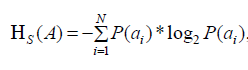 H_S(A) = −∑_{i=1}^{N} P(a_i) * log_2 P(a_i),